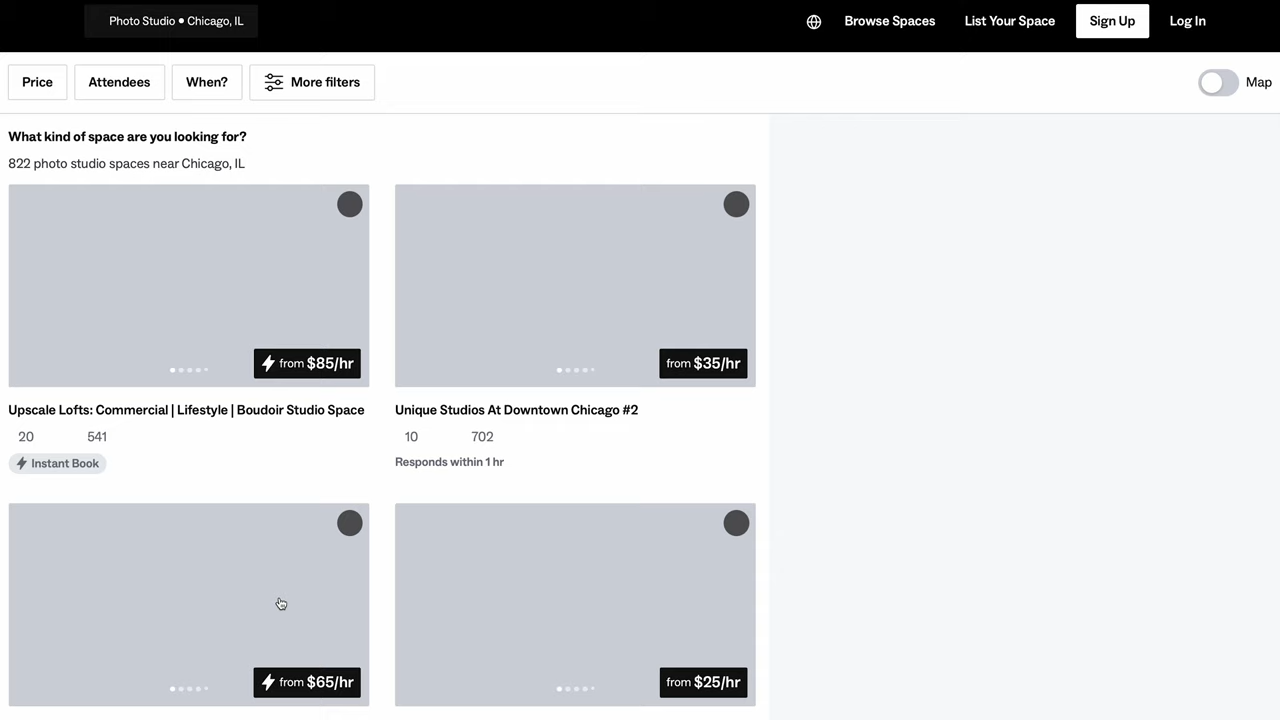 Photo Studio • Chicago, IL
Browse Spaces
List Your Space
Sign Up
Log In
Price
Attendees
When?
More filters
Map
What kind of space are you looking for?
822 photo studio spaces near Chicago, IL
from $85/hr
from $35/hr
Upscale Lofts: Commercial | Lifestyle | Boudoir Studio Space
20 541
Instant Book
Unique Studios At Downtown Chicago #2
10 702
Responds within 1 hr
from $65/hr
from $25/hr